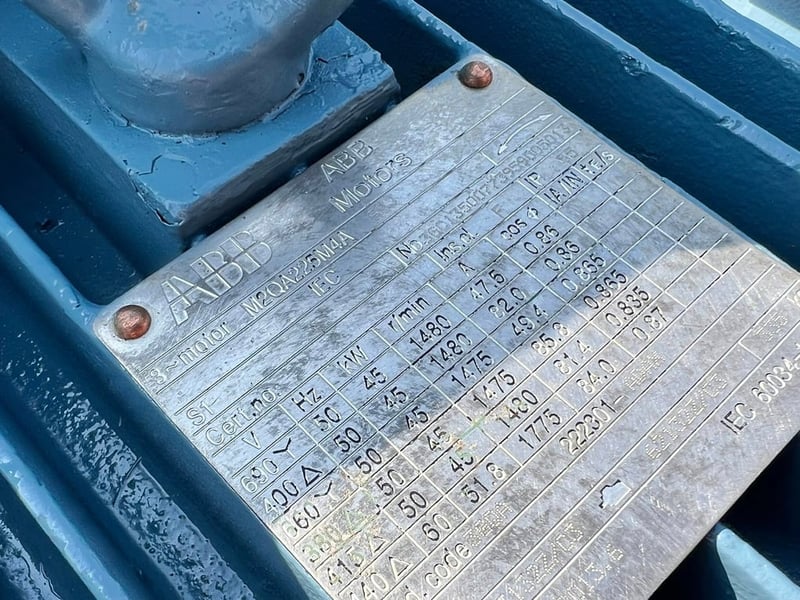 ABB
ABB
Motors
3~motor M2QA225M4A
IEC
S1 No. Ins.cl. F IP
Cert.no.
V Hz kW r/min A cos φ IA/IN
690 Y 50 45 1480 47.5 0.86
400 Δ 50 45 1480 82.0 0.86
660 Y 50 45 1475 49.4 0.865
380 Δ 50 45 1475 85.8 0.865
415 Δ 50 45 1480 81.4 0.835
440 Δ 60 51.8 1775 84.0 0.87
d. code 222301-
IEC 60034-